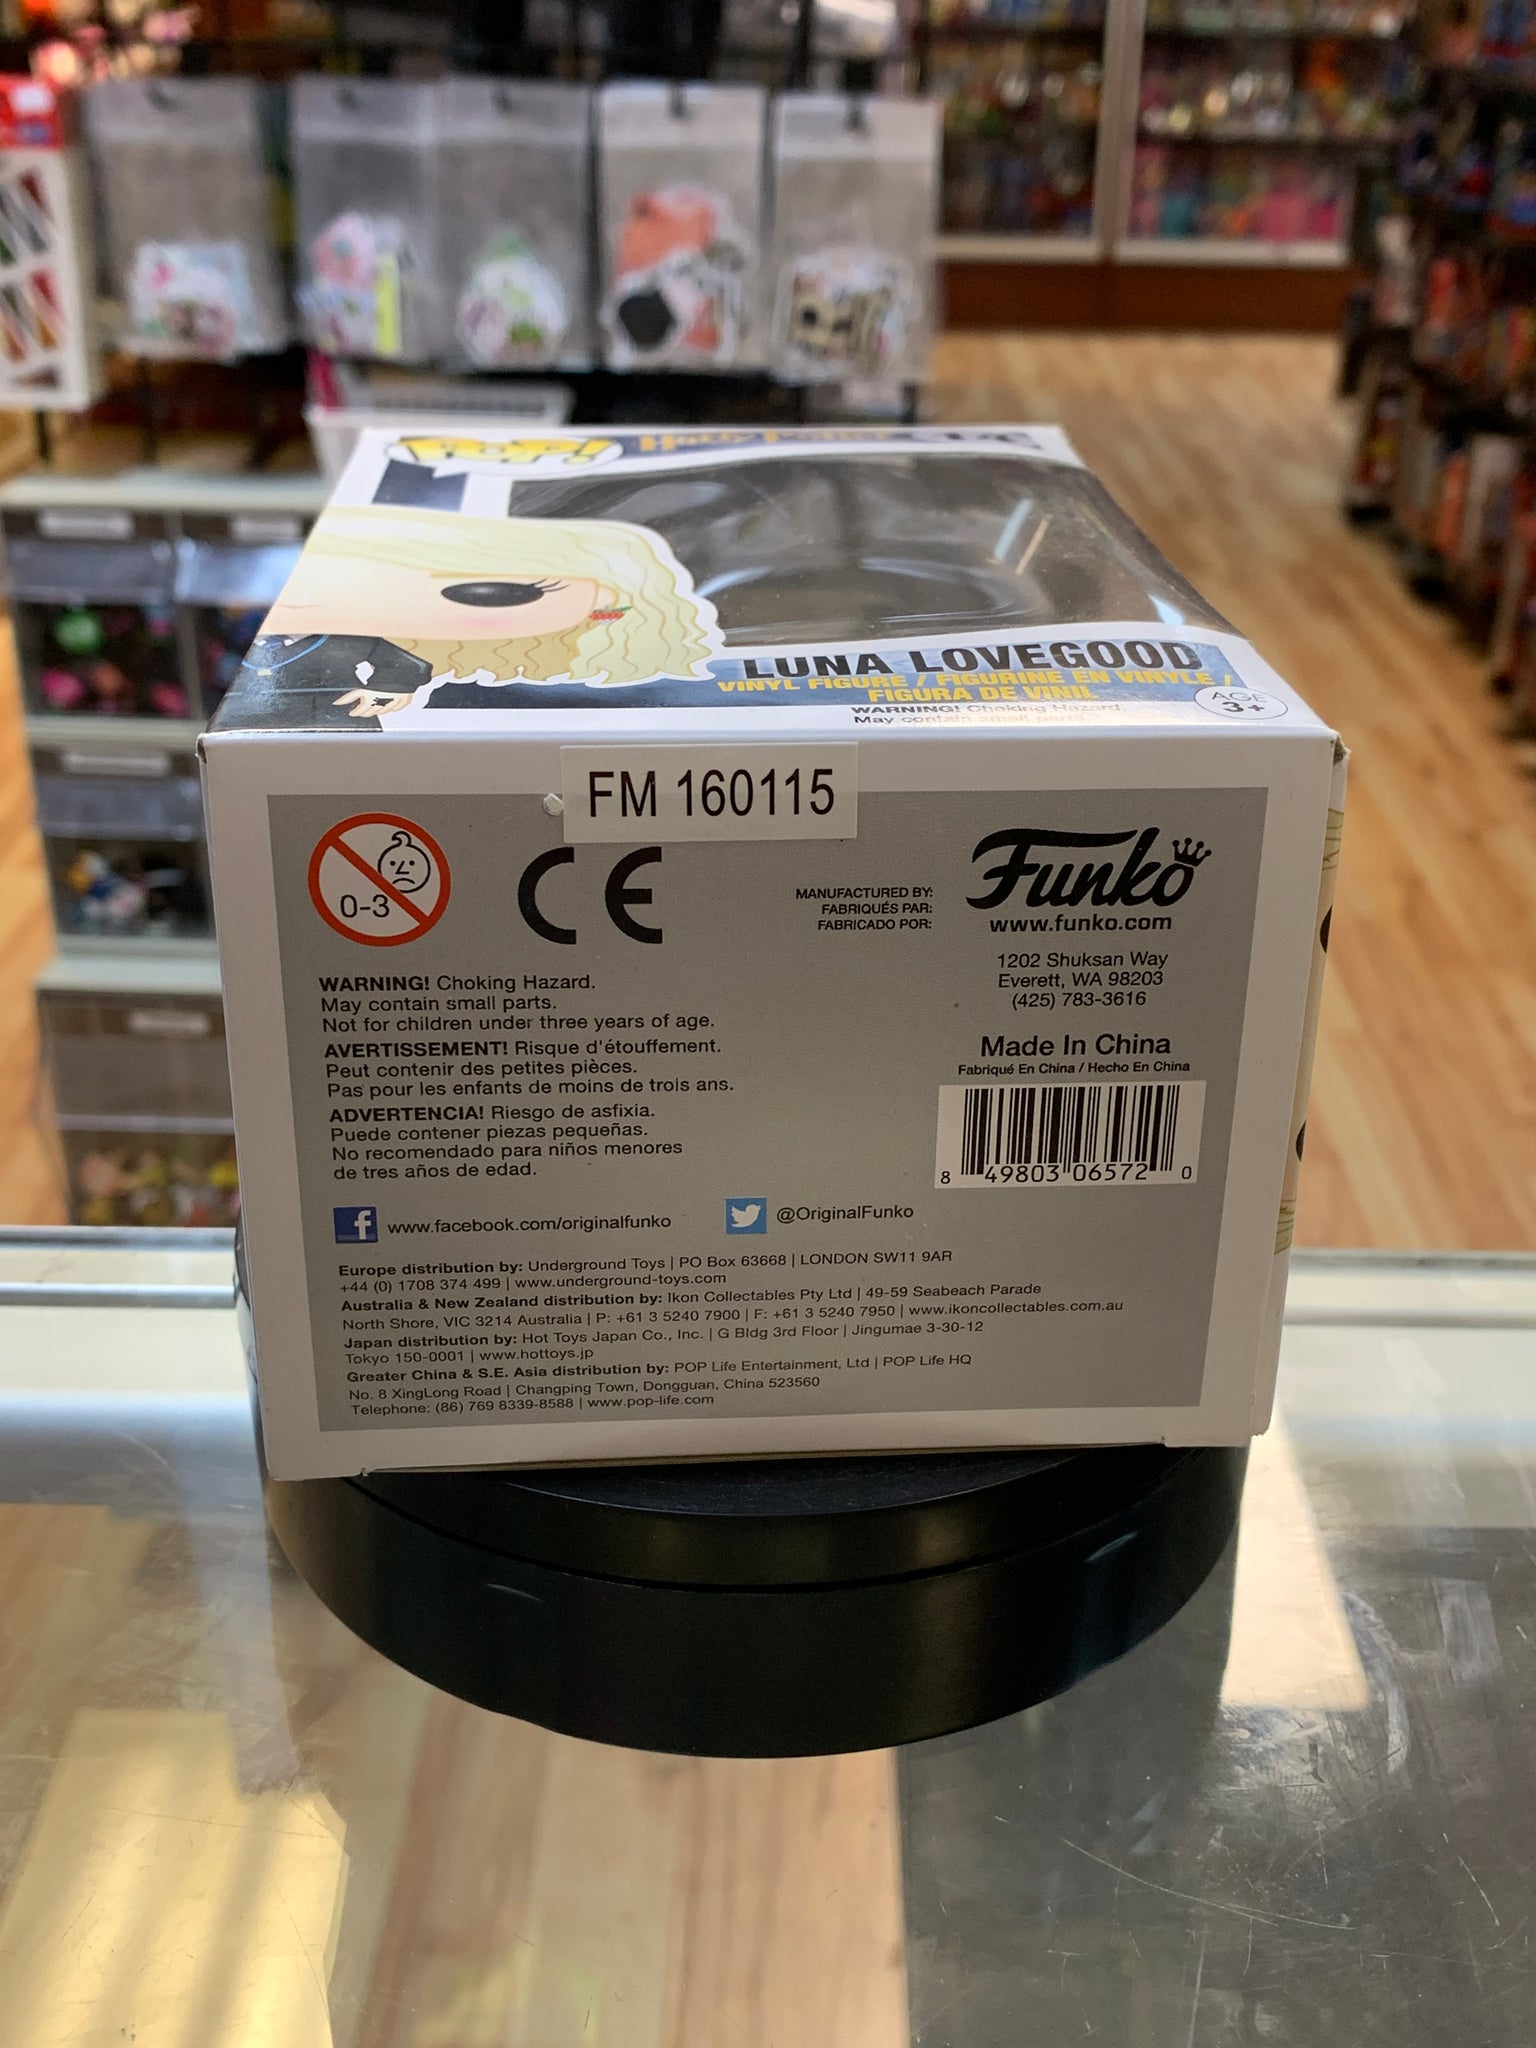 POP!
Harry Potter
LUNA LOVEGOOD
VINYL FIGURE / FIGURINE EN VINYLE /
FIGURA DE VINIL
WARNING! Choking Hazard.
May contain small parts.
AGE
3+
FM 160115
0-3
CE
MANUFACTURED BY:
FABRIQUÉS PAR:
FABRICADO POR:
Funko
www.funko.com
1202 Shuksan Way
Everett, WA 98203
(425) 783-3616
Made In China
Fabriqué En China / Hecho En China
8 49803 06572 0
WARNING! Choking Hazard.
May contain small parts.
Not for children under three years of age.
AVERTISSEMENT! Risque d'étouffement.
Peut contenir des petites pièces.
Pas pour les enfants de moins de trois ans.
ADVERTENCIA! Riesgo de asfixia.
Puede contener piezas pequeñas.
No recomendado para niños menores
de tres años de edad.
www.facebook.com/originalfunko
@OriginalFunko
Europe distribution by: Underground Toys | PO Box 63668 | LONDON SW11 9AR
+44 (0) 1708 374 499 | www.underground-toys.com
Australia & New Zealand distribution by: Ikon Collectables Pty Ltd | 49-59 Seabeach Parade
North Shore, VIC 3214 Australia | P: +61 3 5240 7900 | F: +61 3 5240 7950 | www.ikoncollectables.com.au
Japan distribution by: Hot Toys Japan Co., Inc. | G Bldg 3rd Floor | Jingumae 3-30-12
Tokyo 150-0001 | www.hottoys.jp
Greater China & S.E. Asia distribution by: POP Life Entertainment, Ltd | POP Life HQ
No. 8 XingLong Road | Changping Town, Dongguan, China 523560
Telephone: (86) 769 8339-8588 | www.pop-life.com